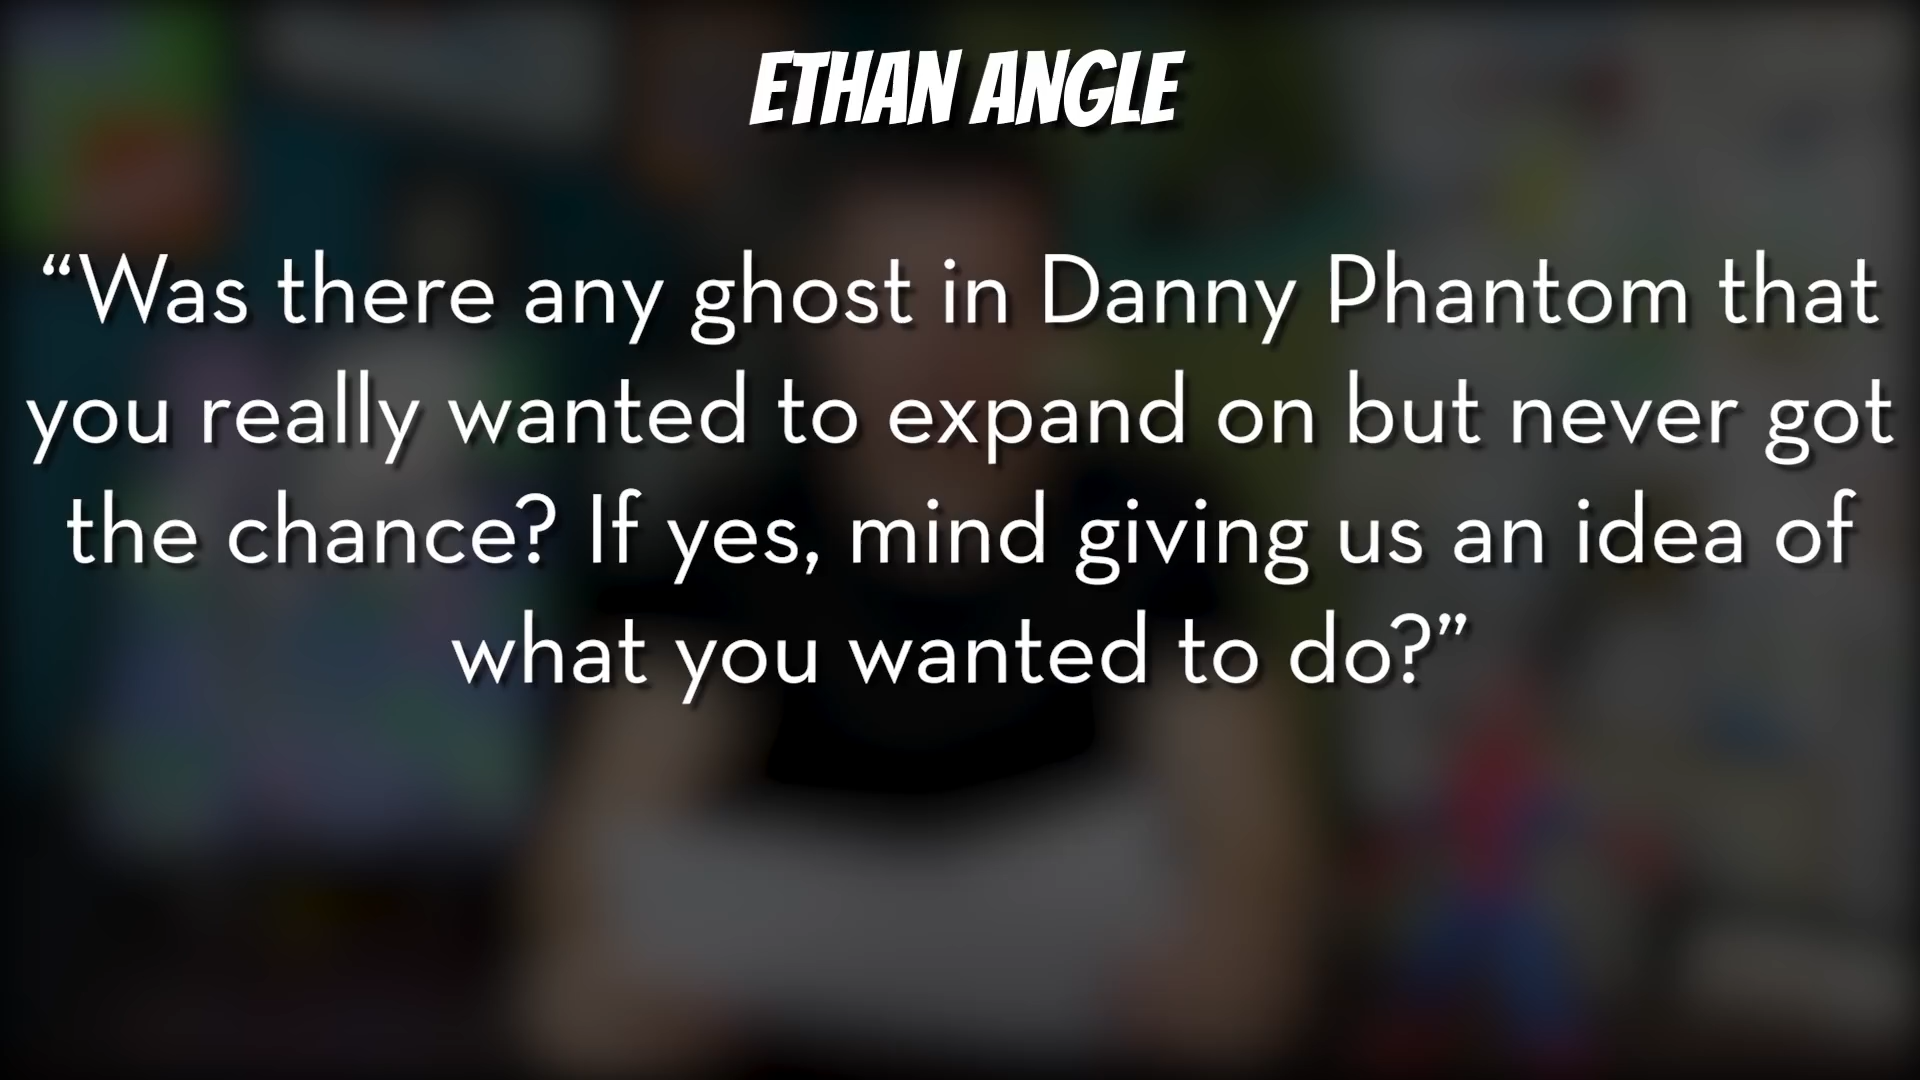 ETHAN ANGLE
“Was there any ghost in Danny Phantom that
you really wanted to expand on but never got
the chance? If yes, mind giving us an idea of
what you wanted to do?”